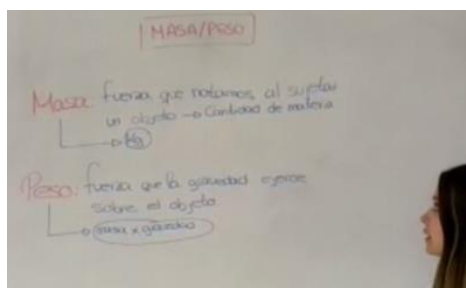 MASA/PESO
Masa: fuerza que notamos al sujetar
un objeto → Cantidad de materia
Kg
Peso: fuerza que la gravedad ejerce
sobre el objeto
masa x gravedad